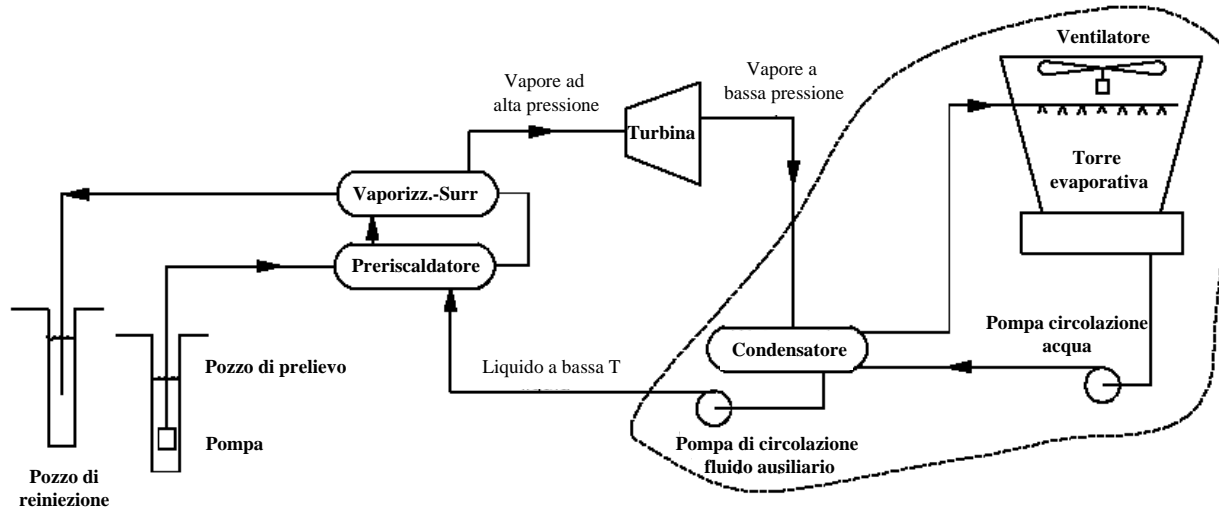 Ventilatore
Vapore ad
alta pressione
Vapore a
bassa pressione
Turbina
Torre
evaporativa
Vaporizz.-Surr
Preriscaldatore
Pompa circolazione
acqua
Condensatore
Liquido a bassa T
Pozzo di prelievo
Pompa
Pompa di circolazione
fluido ausiliario
Pozzo di
reiniezione